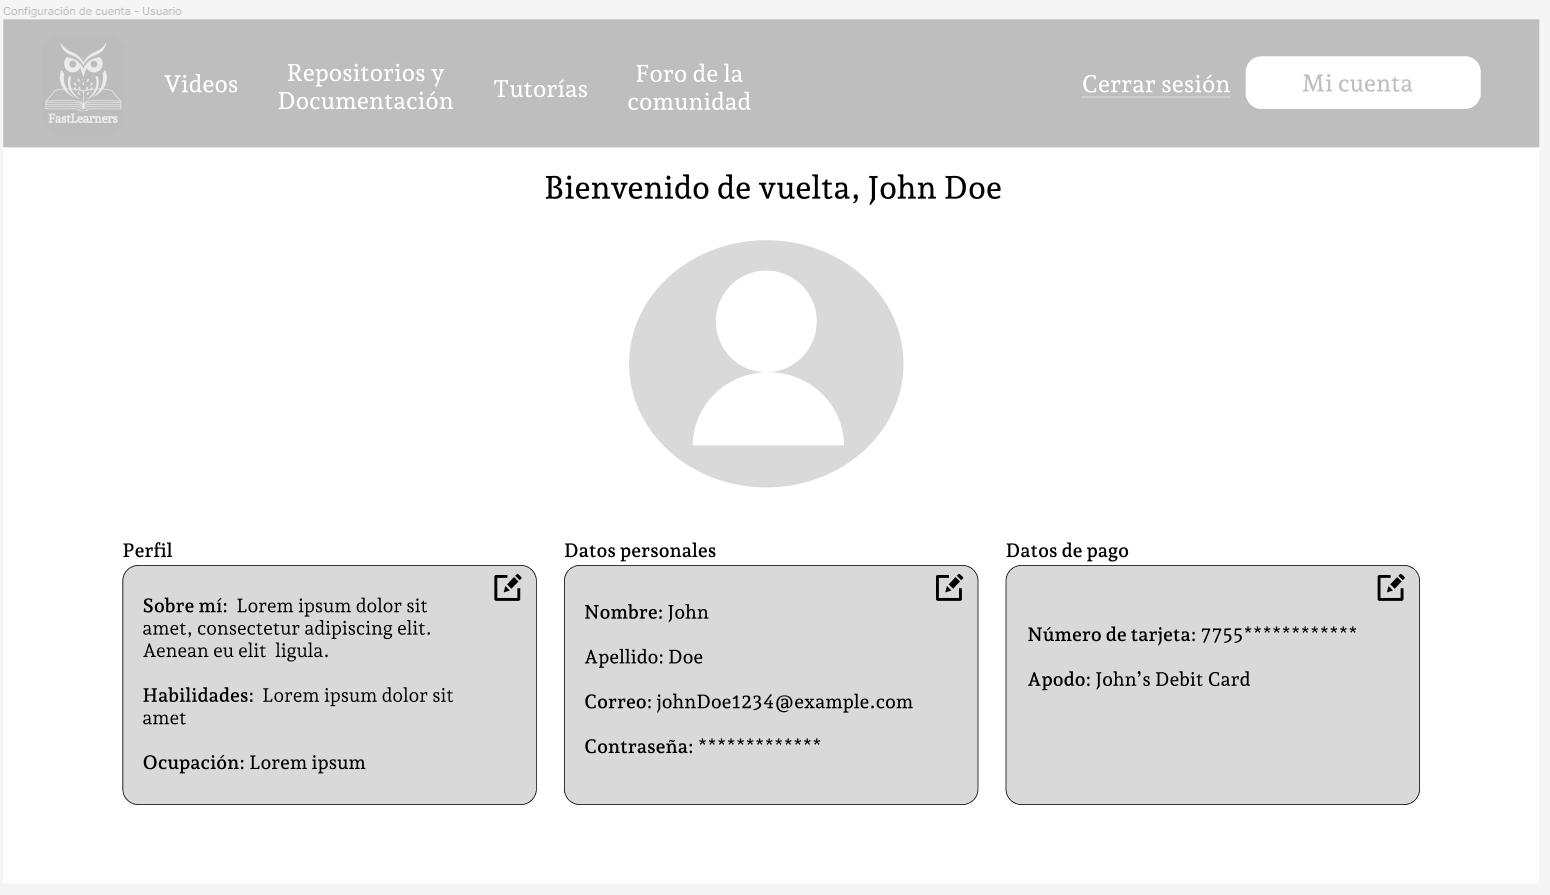 Configuración de cuenta - Usuario
FastLearners
Videos
Repositorios y
Documentación
Tutorías
Foro de la
comunidad
Cerrar sesión
Mi cuenta
Bienvenido de vuelta, John Doe
Perfil
Sobre mí: Lorem ipsum dolor sit
amet, consectetur adipiscing elit.
Aenean eu elit ligula.
Habilidades: Lorem ipsum dolor sit
amet
Ocupación: Lorem ipsum
Datos personales
Nombre: John
Apellido: Doe
Correo: johnDoe1234@example.com
Contraseña: *************
Datos de pago
Número de tarjeta: 7755************
Apodo: John’s Debit Card